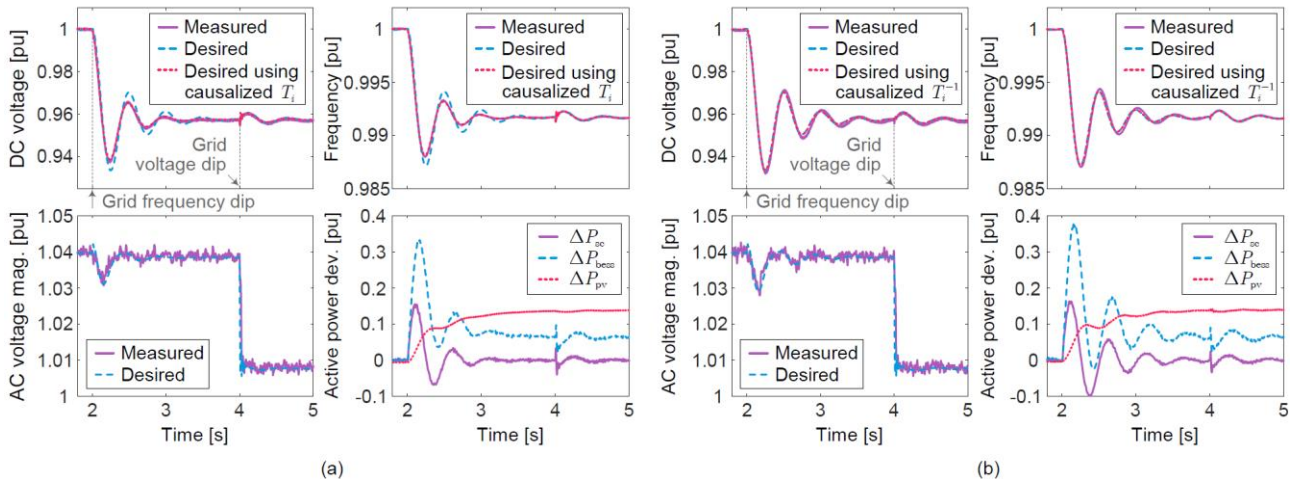 DC voltage [pu]
1
0.98
0.96
0.94
Measured
Desired
Desired using
causalized T_i
Grid
voltage dip
Grid frequency dip
Frequency [pu]
1
0.995
0.99
0.985
Measured
Desired
Desired using
causalized T_i
AC voltage mag. [pu]
1.05
1.04
1.03
1.02
1.01
1
Measured
Desired
2 3 4 5
Time [s]
Active power dev. [pu]
0.4
0.3
0.2
0.1
0
-0.1
ΔP_sc
ΔP_bess
ΔP_pv
2 3 4 5
Time [s]
(a)
DC voltage [pu]
1
0.98
0.96
0.94
Measured
Desired
Desired using
causalized T_i^{-1}
Grid
voltage dip
Grid frequency dip
Frequency [pu]
1
0.995
0.99
0.985
Measured
Desired
Desired using
causalized T_i^{-1}
AC voltage mag. [pu]
1.05
1.04
1.03
1.02
1.01
1
Measured
Desired
2 3 4 5
Time [s]
Active power dev. [pu]
0.4
0.3
0.2
0.1
0
-0.1
ΔP_sc
ΔP_bess
ΔP_pv
2 3 4 5
Time [s]
(b)